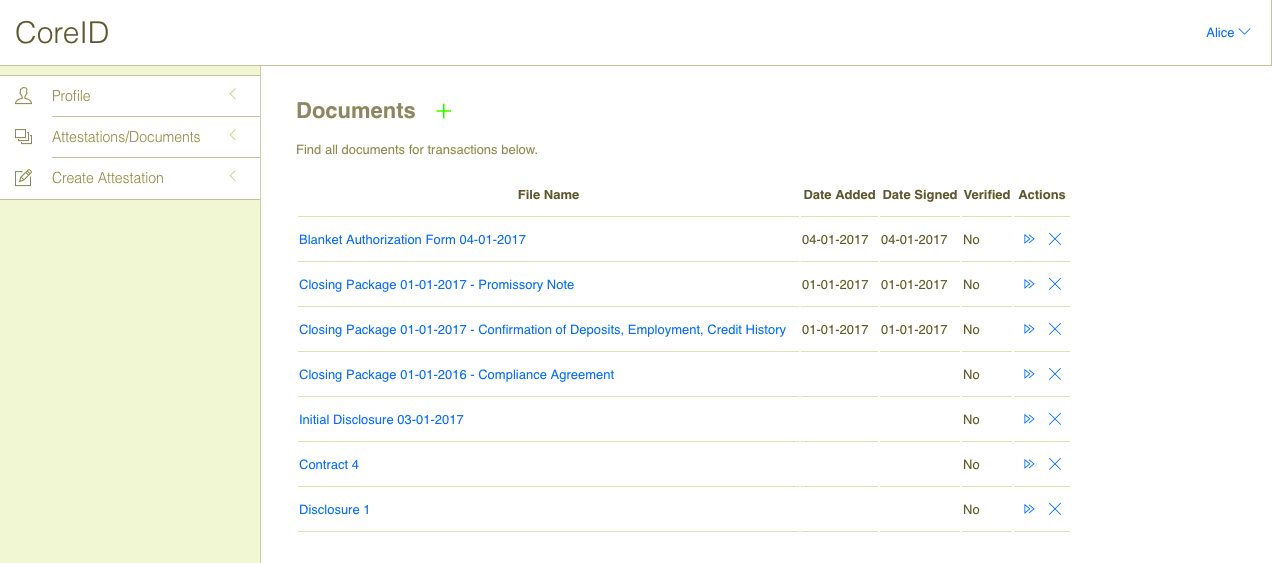 CoreID
Alice
Profile
Attestations/Documents
Create Attestation
Documents
Find all documents for transactions below.
File Name Date Added Date Signed Verified Actions
Blanket Authorization Form 04-01-2017 04-01-2017 04-01-2017 No
Closing Package 01-01-2017 - Promissory Note 01-01-2017 01-01-2017 No
Closing Package 01-01-2017 - Confirmation of Deposits, Employment, Credit History 01-01-2017 01-01-2017 No
Closing Package 01-01-2016 - Compliance Agreement No
Initial Disclosure 03-01-2017 No
Contract 4 No
Disclosure 1 No